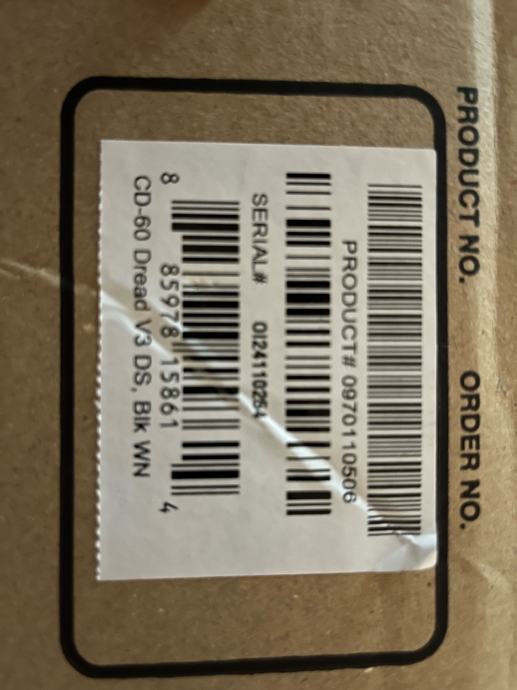 PRODUCT NO. ORDER NO.
PRODUCT# 0970110506
SERIAL# 0124110254
8 85978 15861 4
CD-60 Dread V3 DS, Blk WN